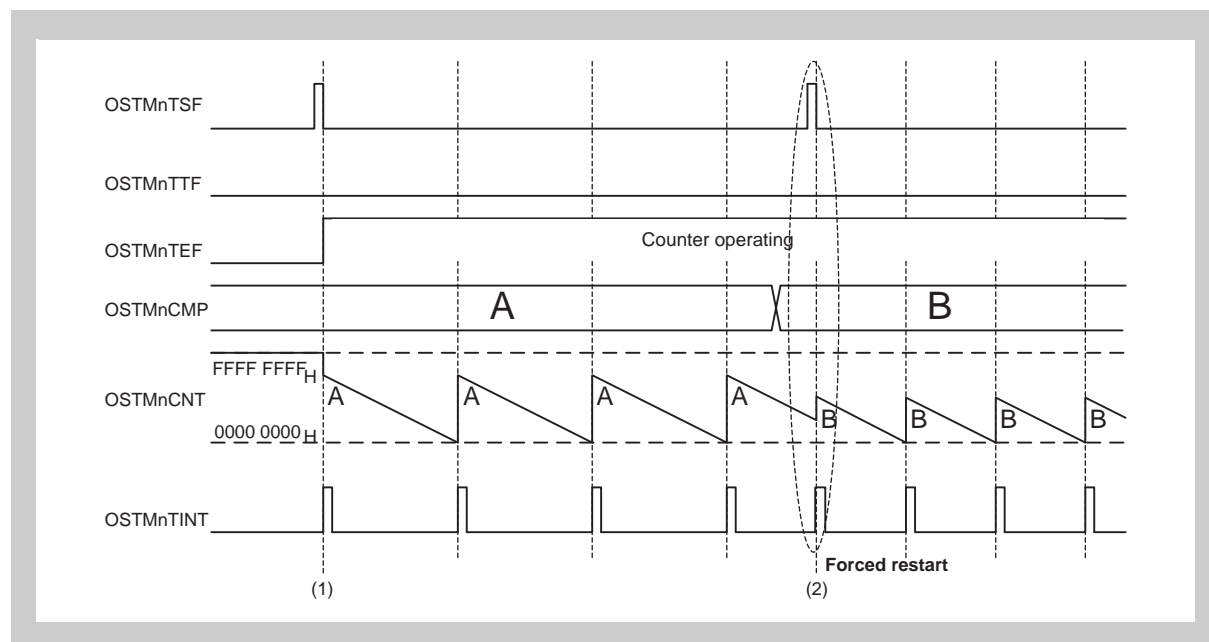 OSTMnTSF
OSTMnTTF
OSTMnTEF
Counter operating
OSTMnCMP
A
B
FFFF FFFFH
OSTMnCNT
A
A
A
A
B
B
B
B
0000 0000H
OSTMnTINT
Forced restart
(1)
(2)